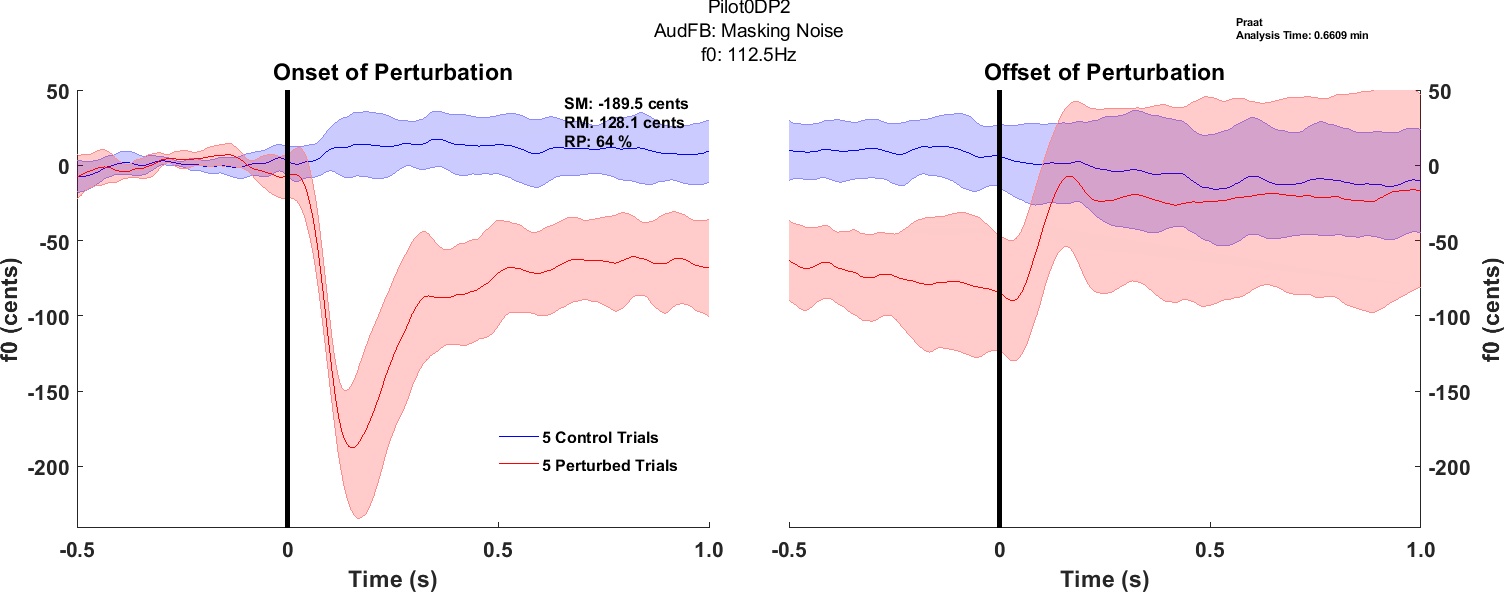 Pilot0DP2
AudFB: Masking Noise
f0: 112.5Hz
Praat
Analysis Time: 0.6609 min
Onset of Perturbation
SM: -189.5 cents
RM: 128.1 cents
RP: 64 %
50
0
-50
-100
-150
-200
f0 (cents)
5 Control Trials
5 Perturbed Trials
-0.5
0
0.5
1.0
Time (s)
Offset of Perturbation
50
0
-50
-100
-150
-200
f0 (cents)
-0.5
0
0.5
1.0
Time (s)